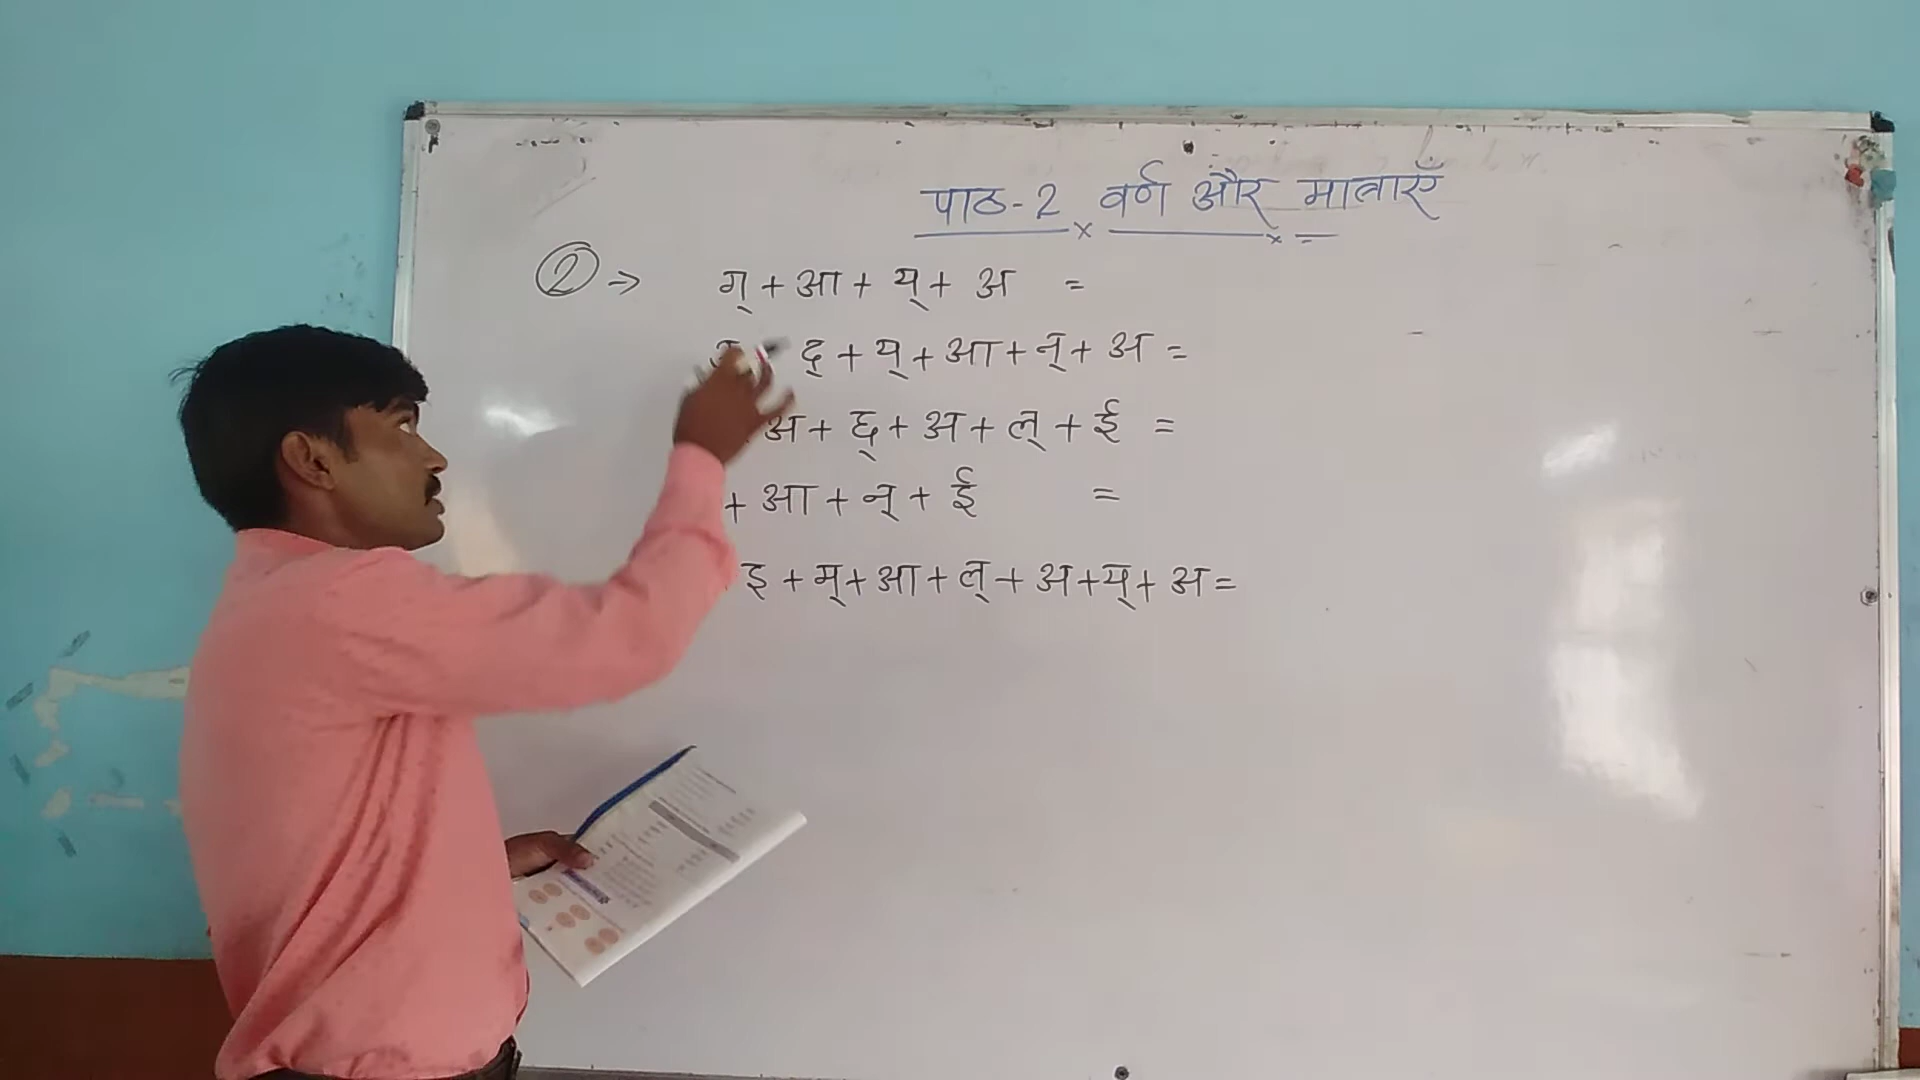 पाठ-2 वर्ण और मात्राएँ
② → ग् + आ + य् + अ =
द् + य् + आ + न् + अ =
अ + छ् + अ + ल् + ई =
+ आ + न् + ई =
इ + म् + आ + ल् + अ + य् + अ =